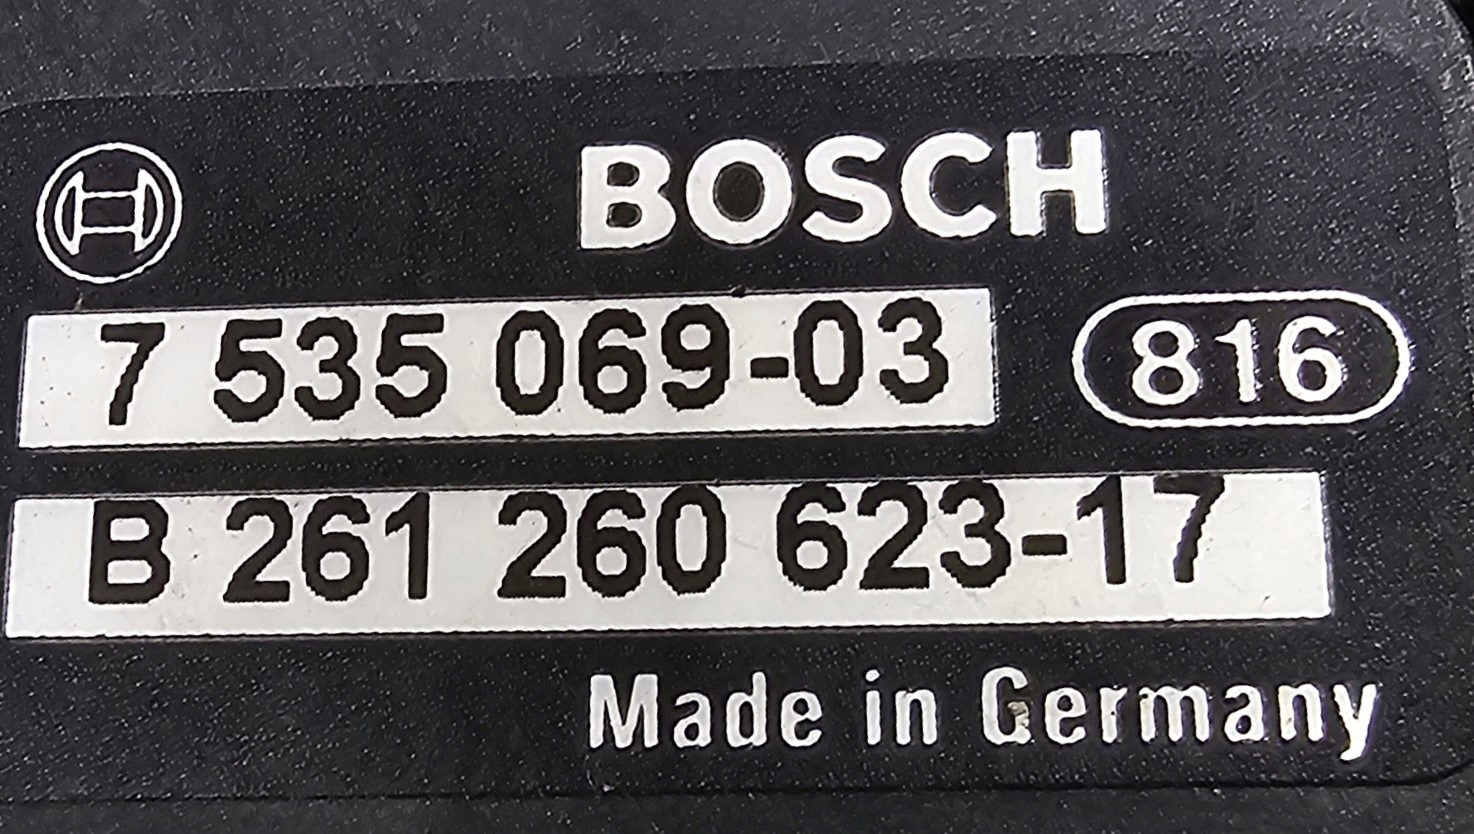 BOSCH
7 535 069-03 816
B 261 260 623-17
Made in Germany